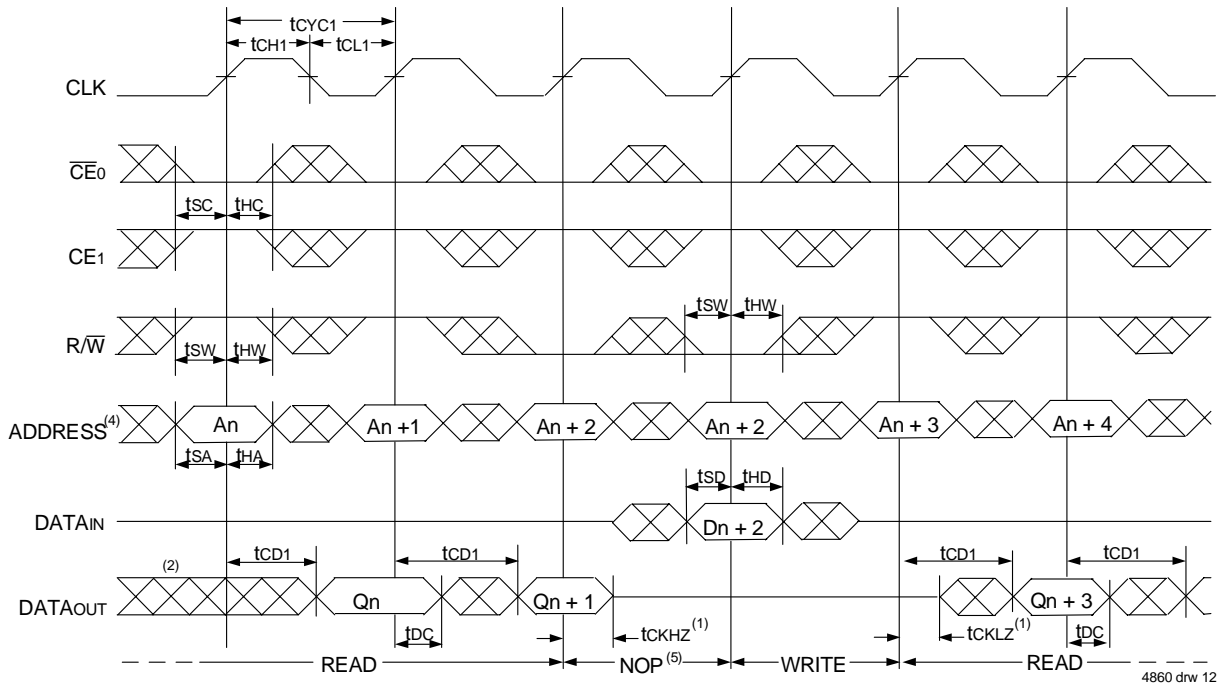 tCYC1
tCH1 tCL1
CLK
CE0
tSC tHC
CE1
tSW tHW
R/W
tSW tHW
ADDRESS(4) An An +1 An + 2 An + 2 An + 3 An + 4
tSA tHA
tSD tHD
DATAIN Dn + 2
tCD1 tCD1 tCD1 tCD1
(2)
DATAOUT Qn Qn + 1 Qn + 3
tDC tCKHZ(1) tCKLZ(1) tDC
READ NOP(5) WRITE READ
4860 drw 12